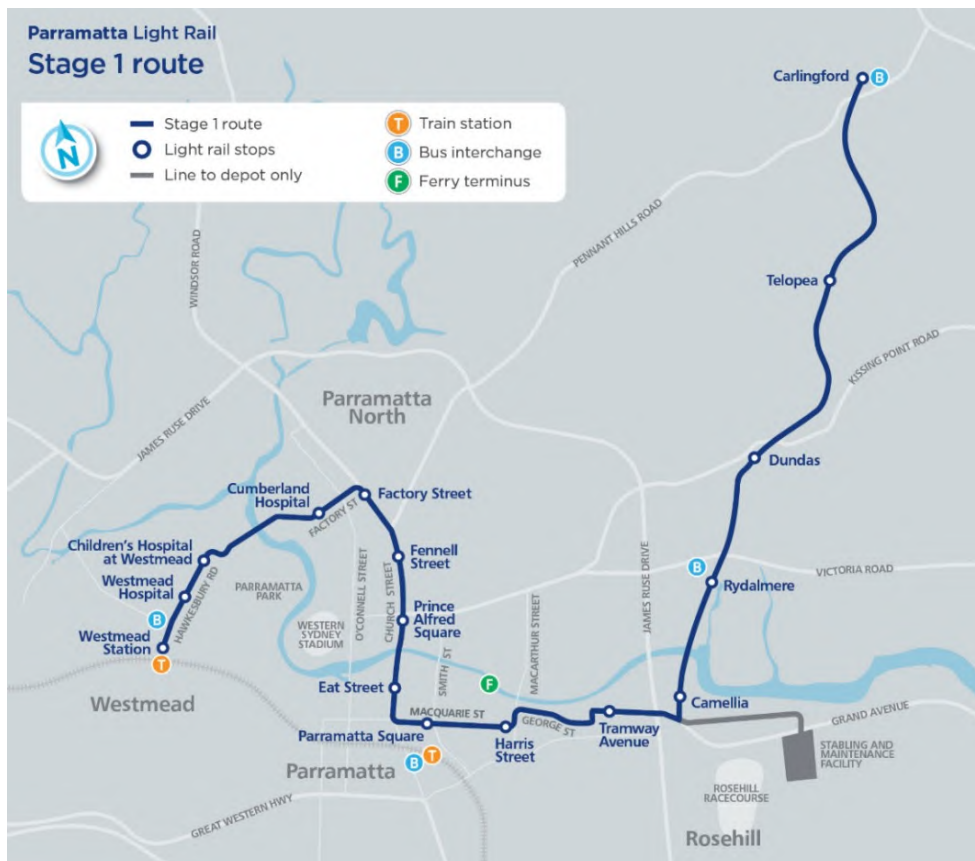 Parramatta Light Rail
Stage 1 route
N
Stage 1 route
Light rail stops
Line to depot only
T Train station
B Bus interchange
F Ferry terminus
Carlingford
B
PENNANT HILLS ROAD
WINDSOR ROAD
Telopea
KISSING POINT ROAD
JAMES RUSE DRIVE
Parramatta
North
Dundas
Cumberland
Hospital
Factory Street
FACTORY ST
Children's Hospital
at Westmead
Westmead
Hospital
HAWKESBURY RD
PARRAMATTA
PARK
B
Westmead
Station
T
Westmead
WESTERN
SYDNEY
STADIUM
O'CONNELL STREET
CHURCH STREET
Fennell
Street
Prince
Alfred
Square
SMITH ST
MACARTHUR STREET
JAMES RUSE DRIVE
B
Rydalmere
VICTORIA ROAD
Eat Street
F
MACQUARIE ST
GEORGE ST
Camellia
GRAND AVENUE
Parramatta Square
Harris
Street
Tramway
Avenue
STABLING AND
MAINTENANCE
FACILITY
Parramatta
B
T
ROSEHILL
RACECOURSE
GREAT WESTERN HWY
Rosehill